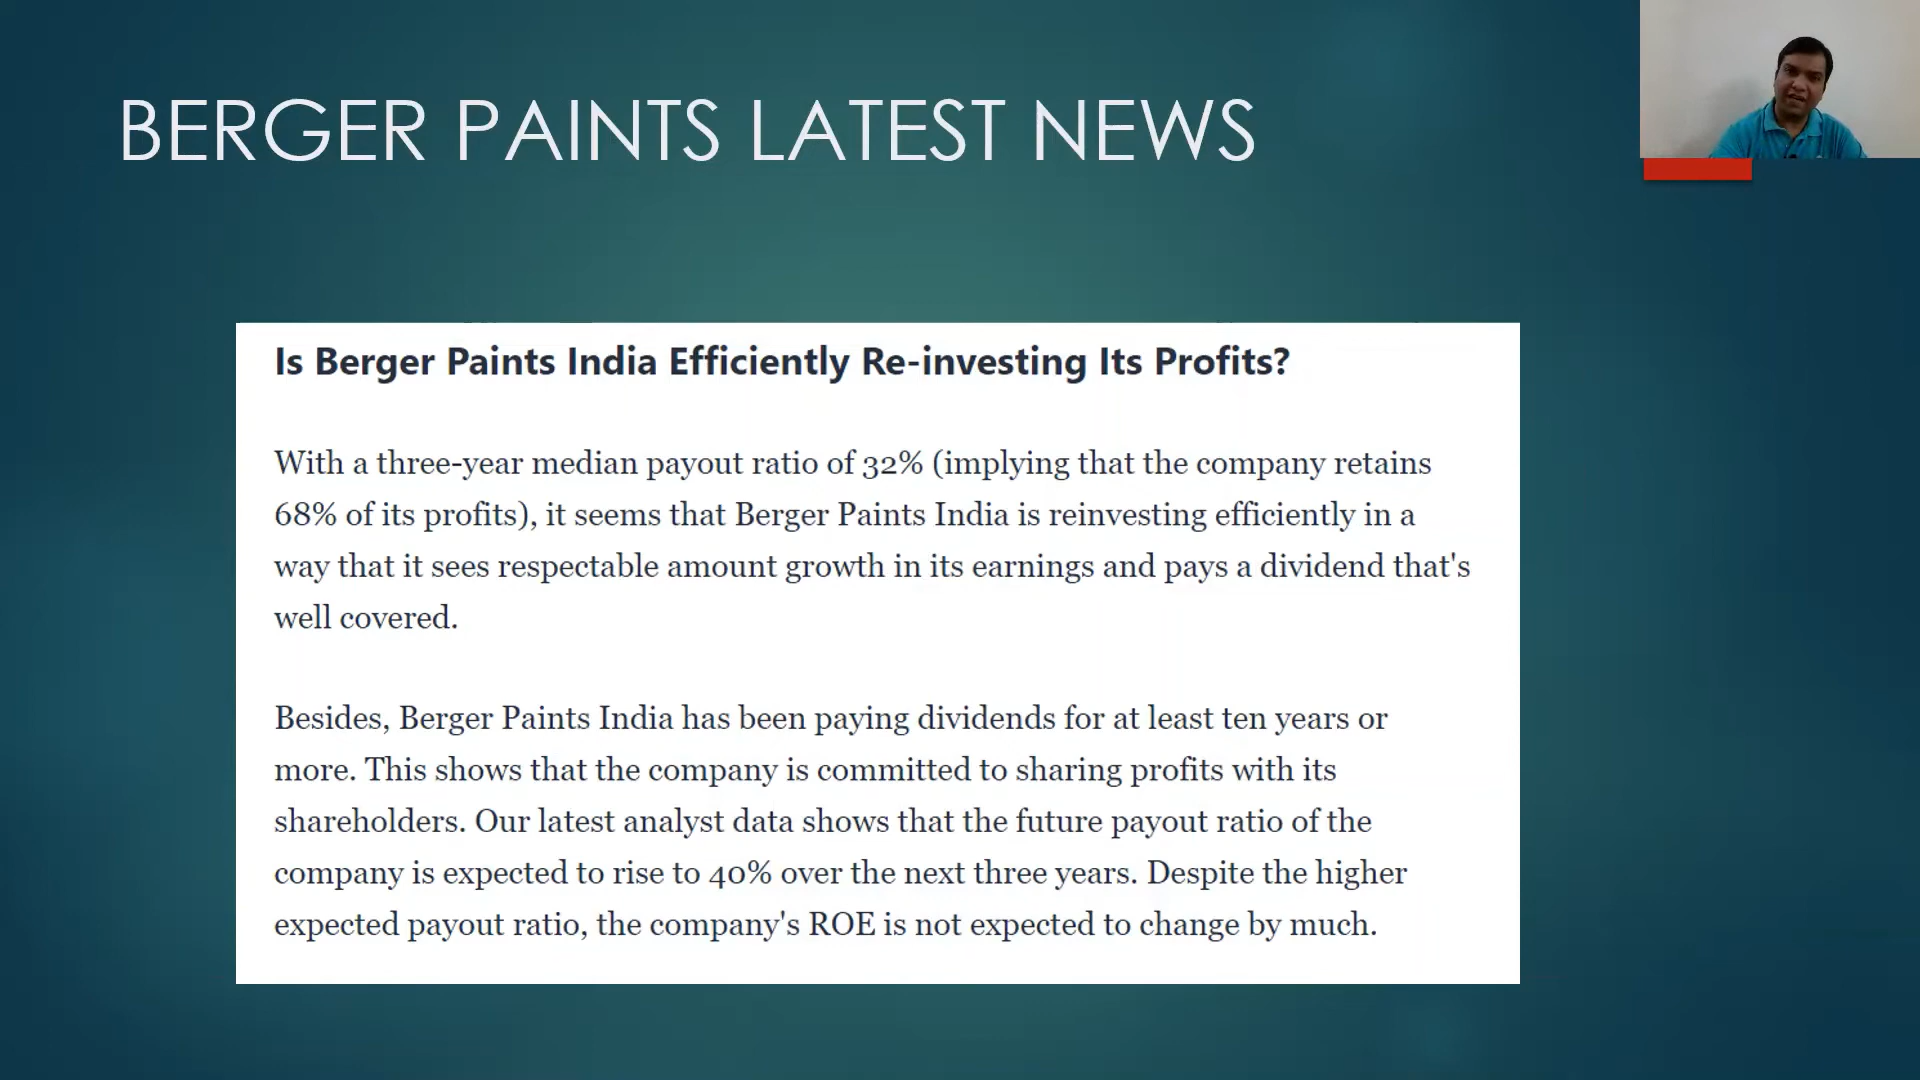 BERGER PAINTS LATEST NEWS
Is Berger Paints India Efficiently Re-investing Its Profits?
With a three-year median payout ratio of 32% (implying that the company retains
68% of its profits), it seems that Berger Paints India is reinvesting efficiently in a
way that it sees respectable amount growth in its earnings and pays a dividend that's
well covered.
Besides, Berger Paints India has been paying dividends for at least ten years or
more. This shows that the company is committed to sharing profits with its
shareholders. Our latest analyst data shows that the future payout ratio of the
company is expected to rise to 40% over the next three years. Despite the higher
expected payout ratio, the company's ROE is not expected to change by much.